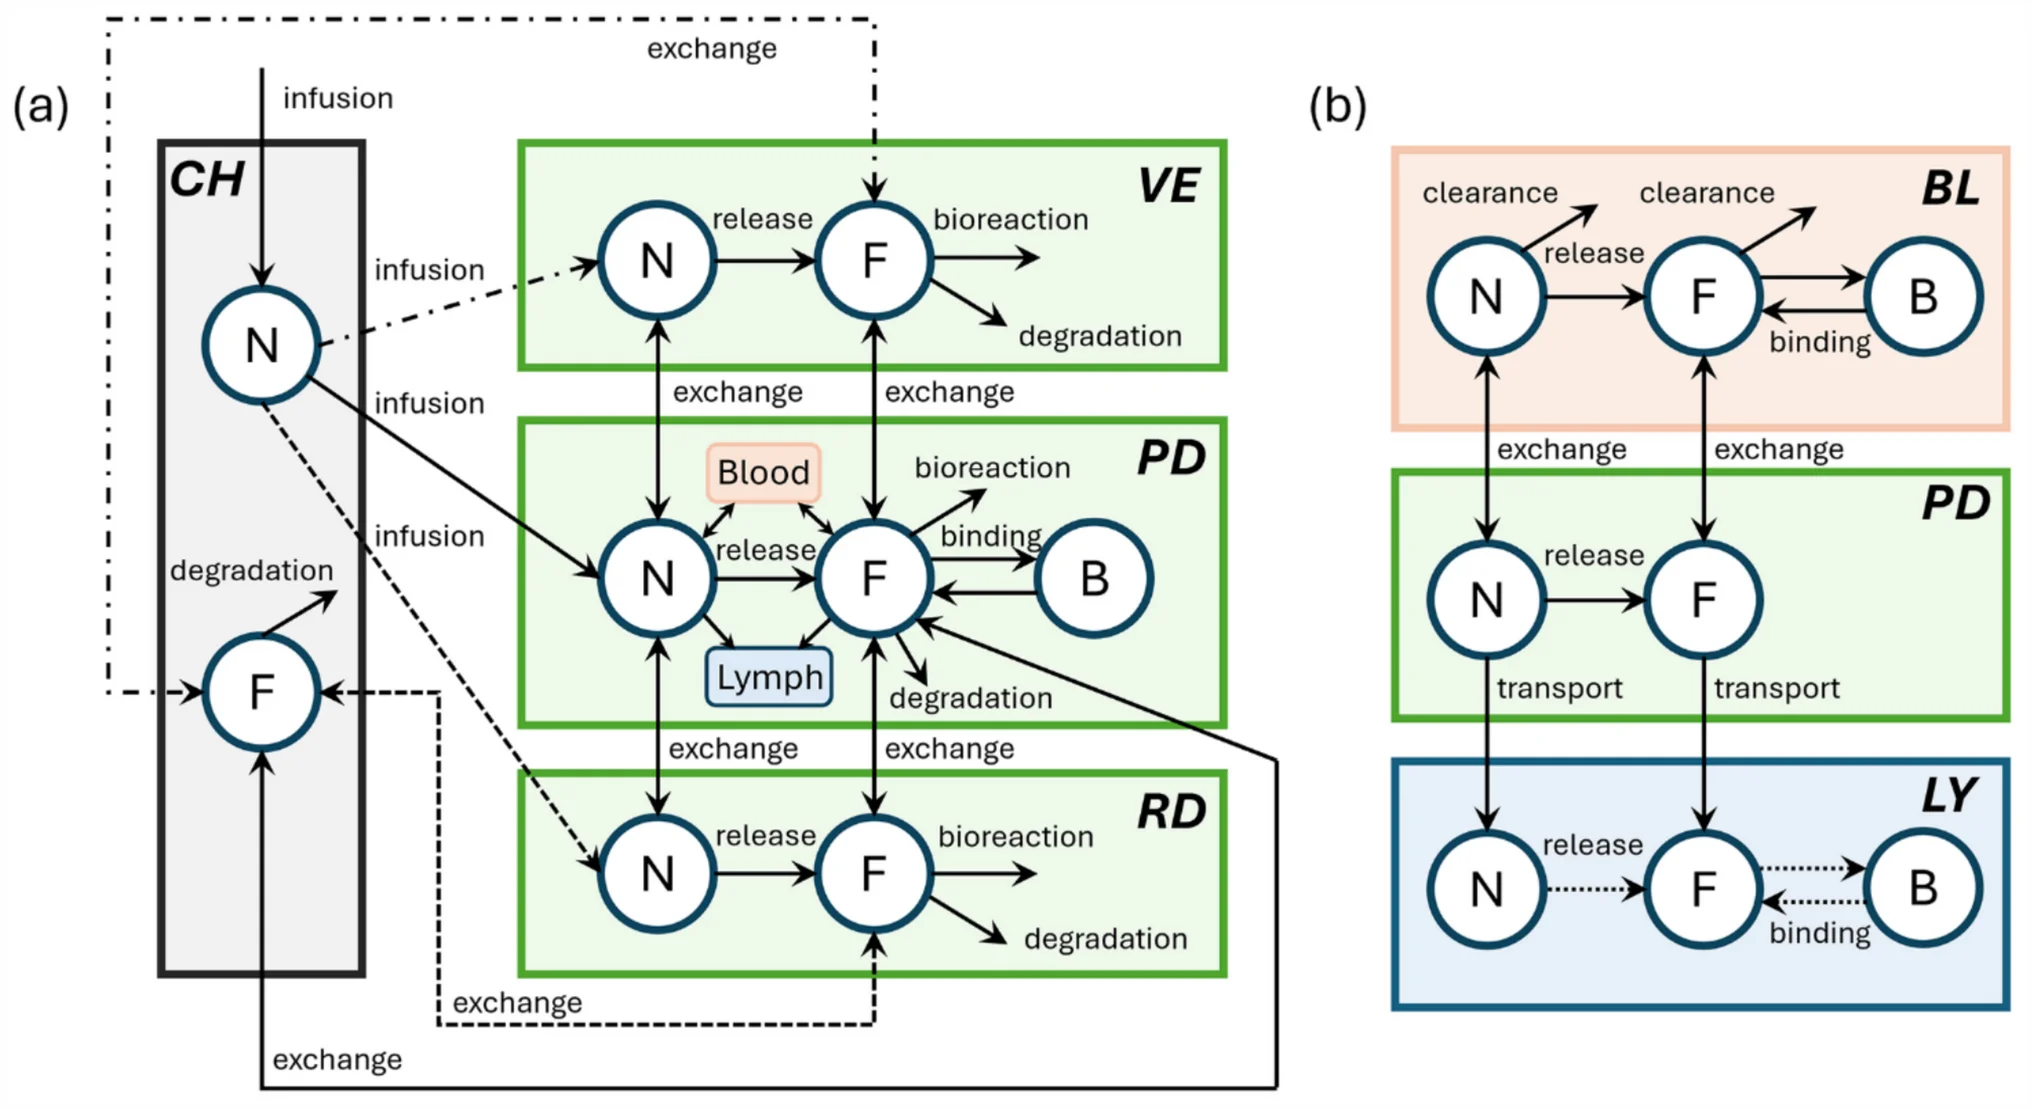 (a)
exchange
infusion
CH
N
infusion
infusion
infusion
degradation
F
exchange
exchange
VE
N
release
F
bioreaction
degradation
exchange
exchange
PD
Blood
N
release
F
bioreaction
binding
B
Lymph
degradation
exchange
exchange
RD
N
release
F
bioreaction
degradation
(b)
BL
clearance
clearance
N
release
F
binding
B
exchange
exchange
PD
N
release
F
transport
transport
LY
N
release
F
binding
B